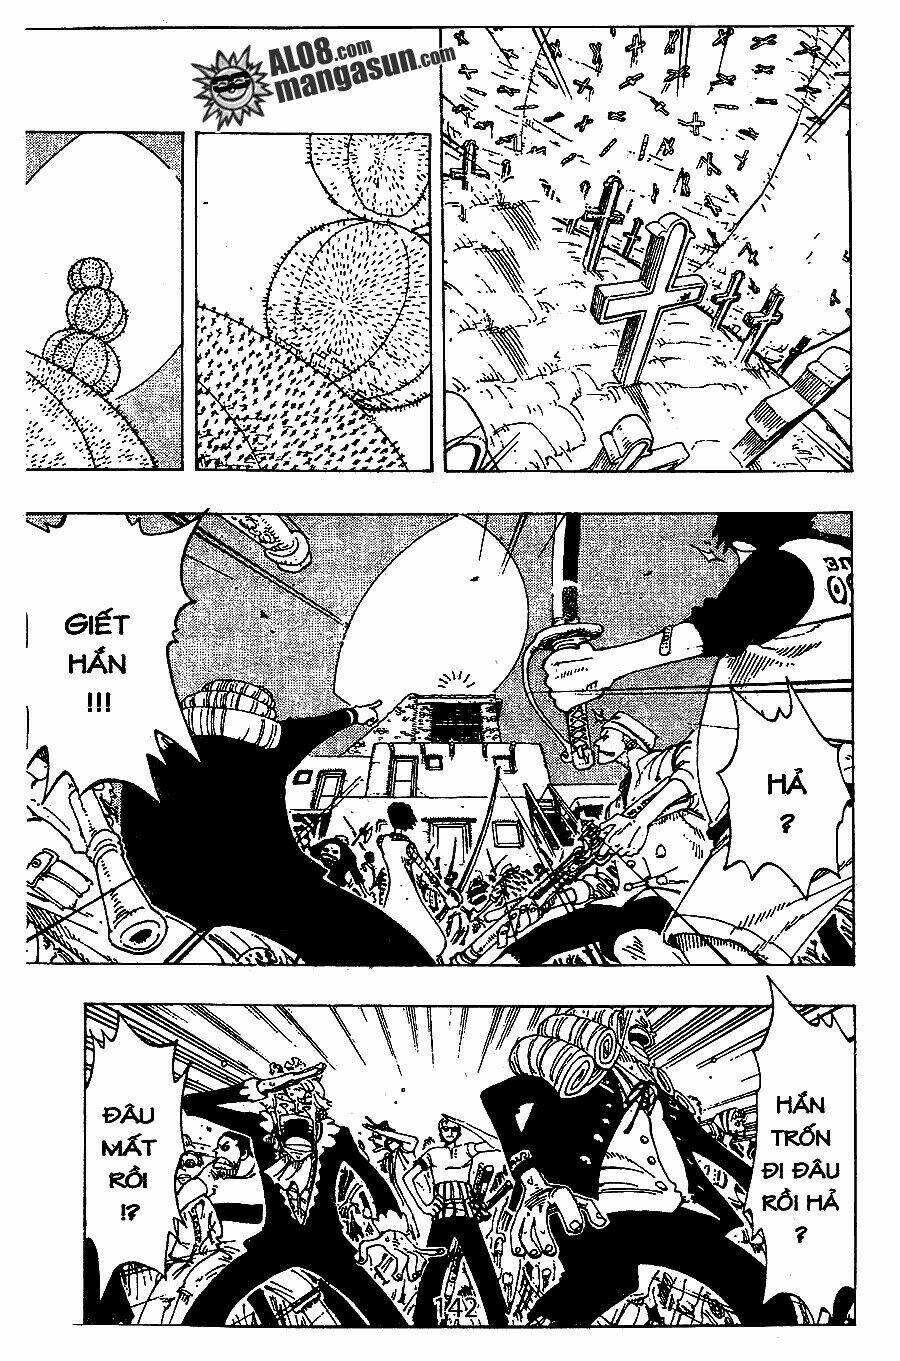 AL08.com
mangasun.com
HẢ
?
GIẾT
HẮN
!!!
HẮN
TRỐN
ĐI ĐÂU
RỒI HẢ
?
ĐÂU
MẤT
RỒI
!?
142